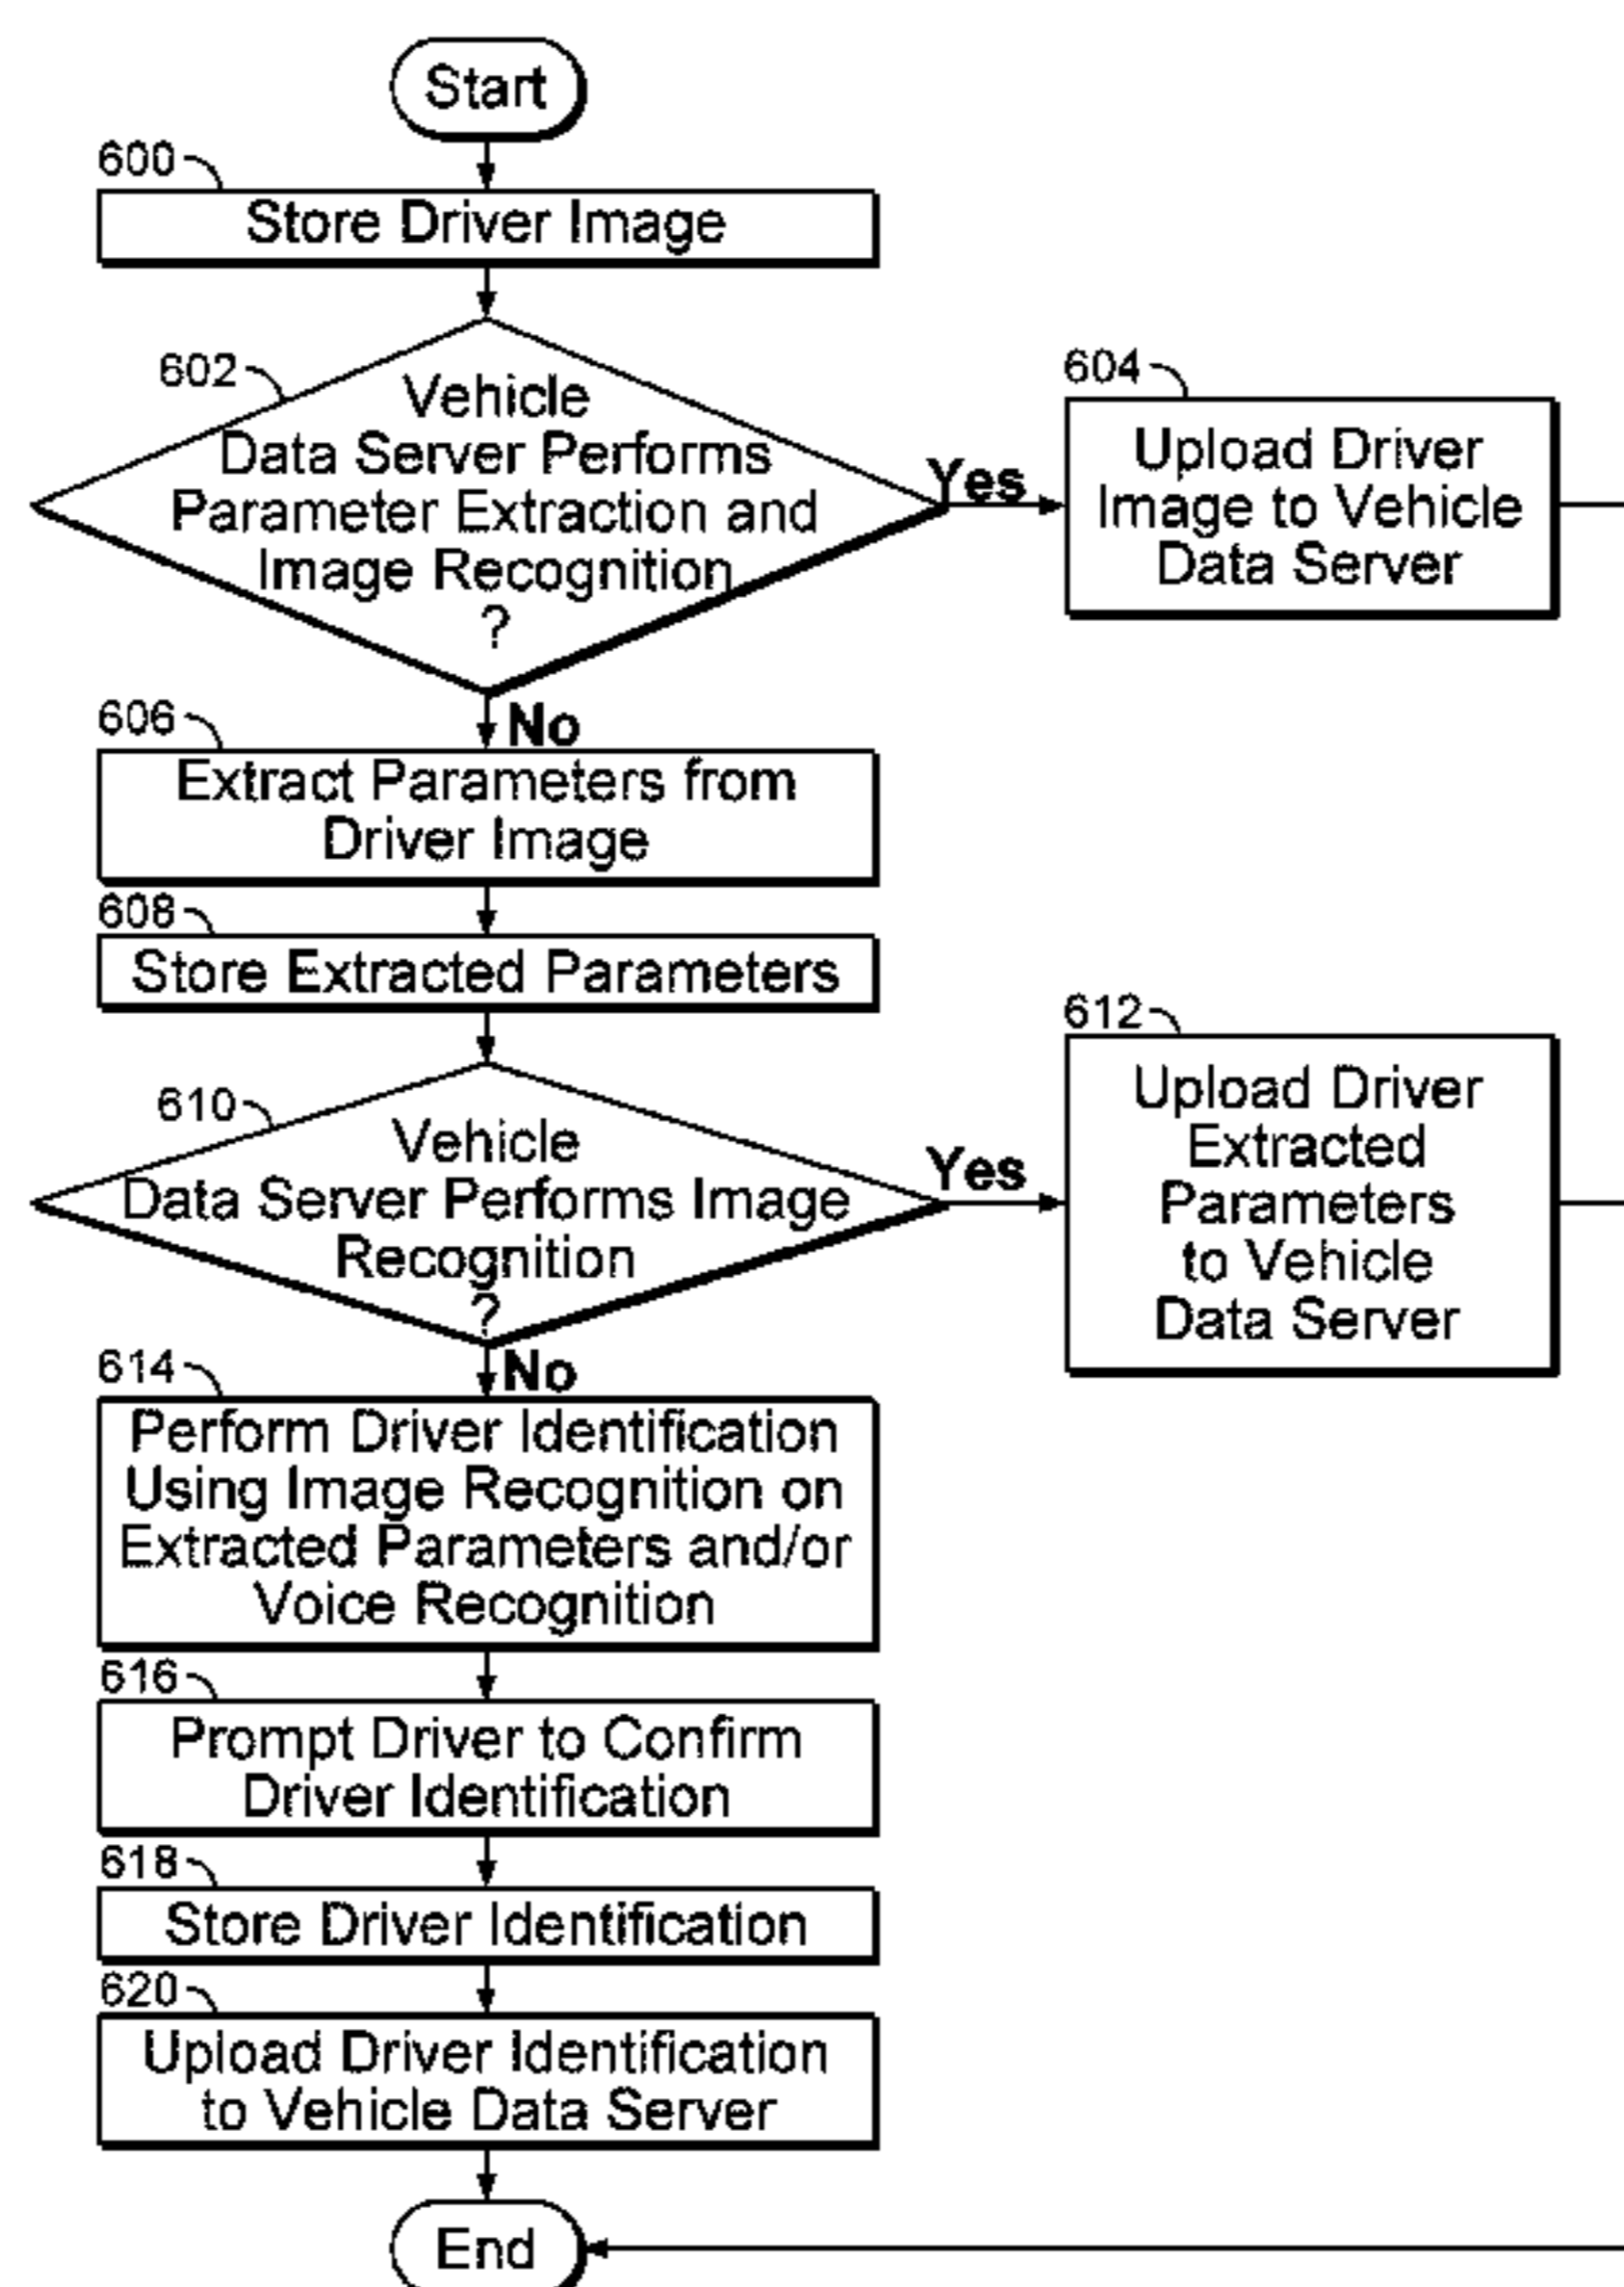 Start
600
Store Driver Image
602
Vehicle
Data Server Performs
Parameter Extraction and
Image Recognition
?
Yes
604
Upload Driver
Image to Vehicle
Data Server
No
606
Extract Parameters from
Driver Image
608
Store Extracted Parameters
610
Vehicle
Data Server Performs Image
Recognition
?
Yes
612
Upload Driver
Extracted
Parameters
to Vehicle
Data Server
No
614
Perform Driver Identification
Using Image Recognition on
Extracted Parameters and/or
Voice Recognition
616
Prompt Driver to Confirm
Driver Identification
618
Store Driver Identification
620
Upload Driver Identification
to Vehicle Data Server
End